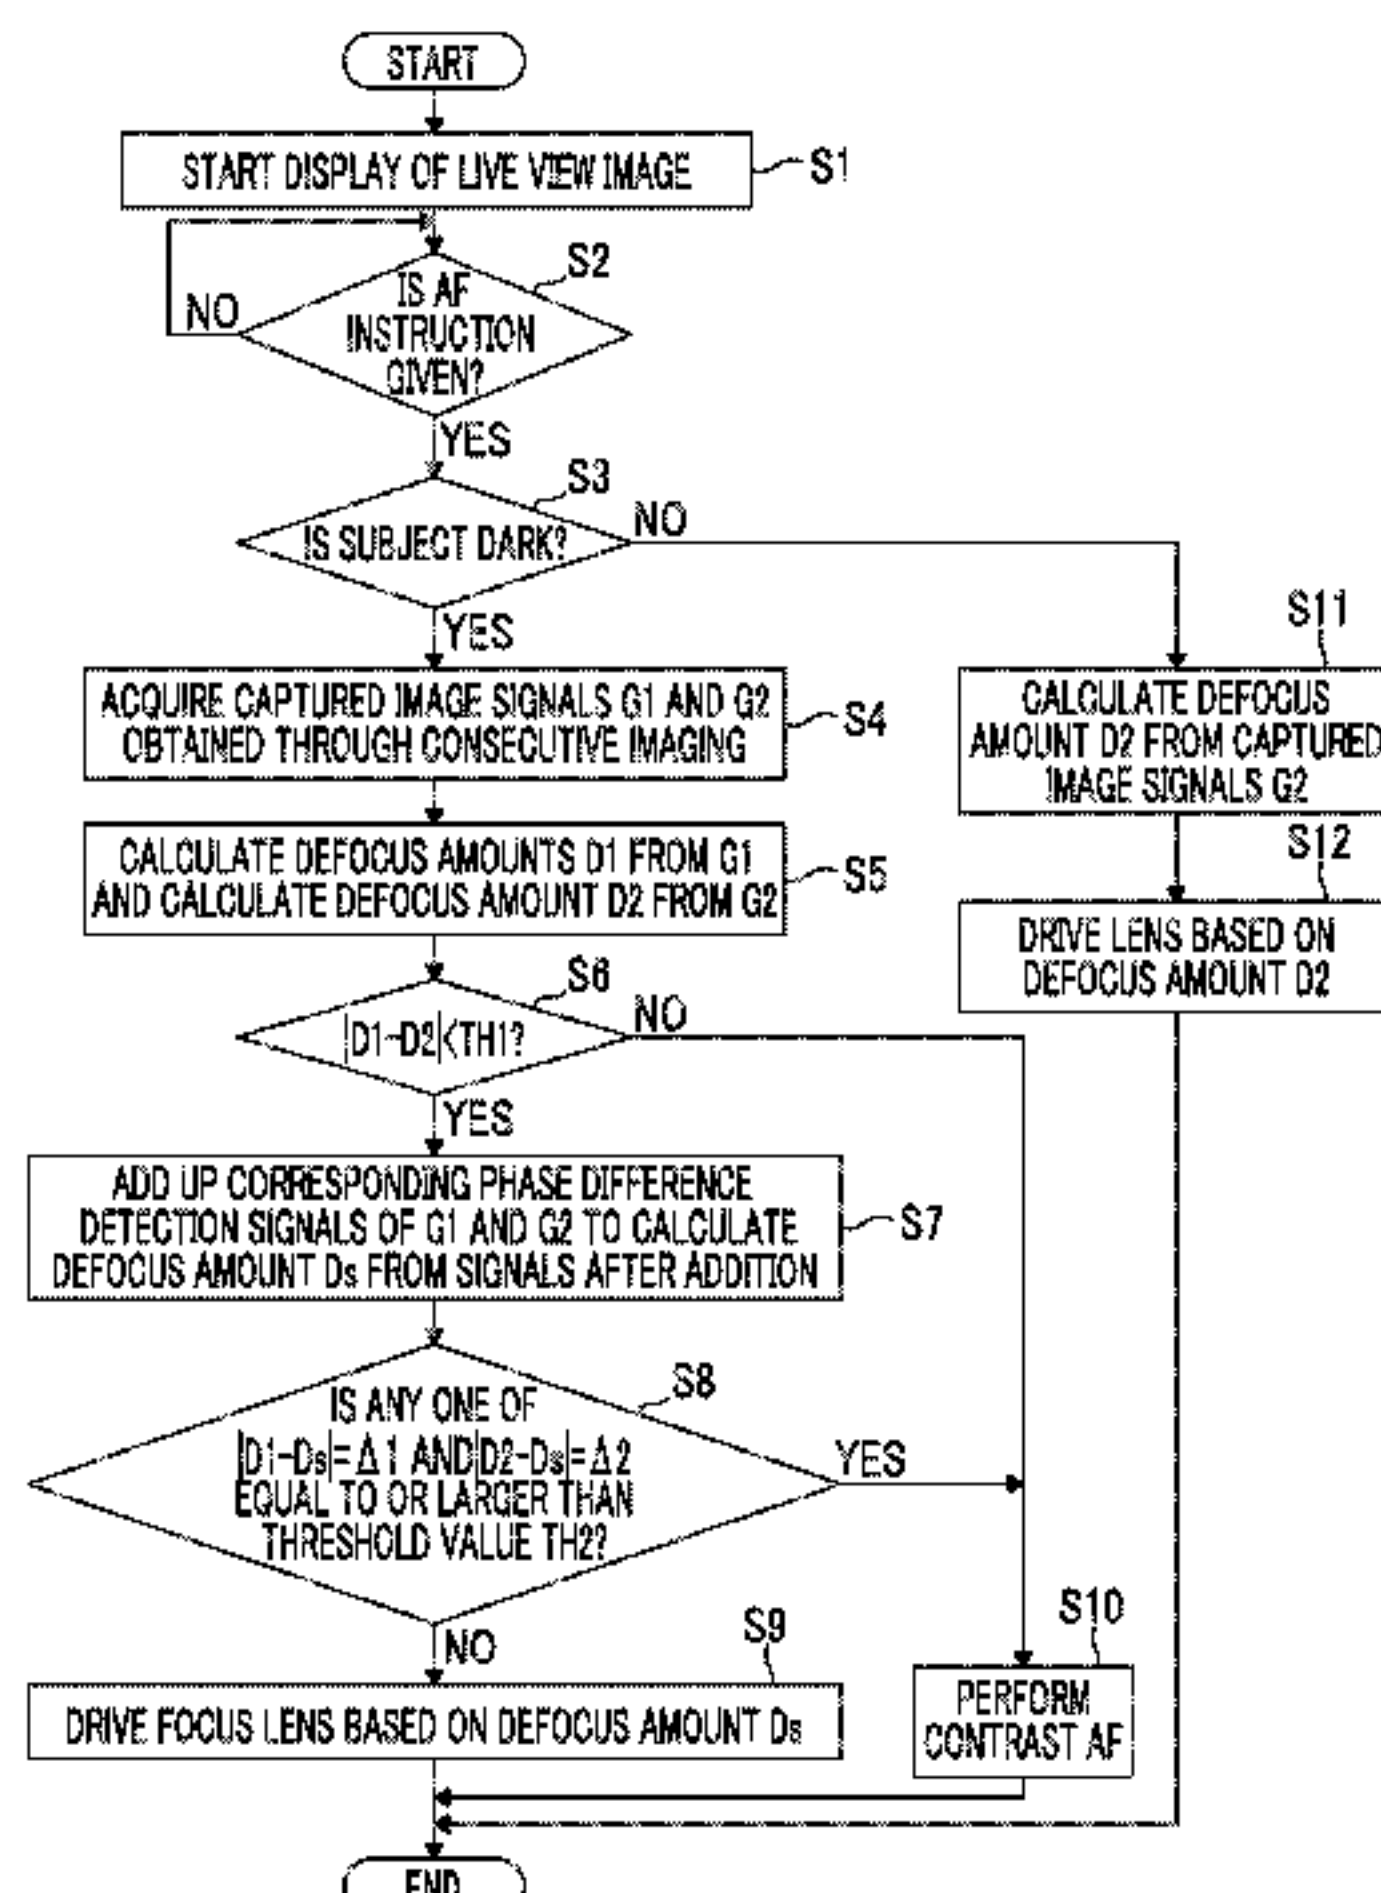 START
START DISPLAY OF LIVE VIEW IMAGE
S1
S2
IS AF
INSTRUCTION
GIVEN?
NO
YES
S3
IS SUBJECT DARK?
NO
YES
ACQUIRE CAPTURED IMAGE SIGNALS G1 AND G2
OBTAINED THROUGH CONSECUTIVE IMAGING
S4
CALCULATE DEFOCUS AMOUNTS D1 FROM G1
AND CALCULATE DEFOCUS AMOUNT D2 FROM G2
S5
S6
|D1-D2|<TH1?
NO
YES
ADD UP CORRESPONDING PHASE DIFFERENCE
DETECTION SIGNALS OF G1 AND G2 TO CALCULATE
DEFOCUS AMOUNT Ds FROM SIGNALS AFTER ADDITION
S7
S8
IS ANY ONE OF
|D1-Ds|=Δ1 AND|D2-Ds|=Δ2
EQUAL TO OR LARGER THAN
THRESHOLD VALUE TH2?
YES
NO
S9
DRIVE FOCUS LENS BASED ON DEFOCUS AMOUNT Ds
S10
PERFORM
CONTRAST AF
S11
CALCULATE DEFOCUS
AMOUNT D2 FROM CAPTURED
IMAGE SIGNALS G2
S12
DRIVE LENS BASED ON
DEFOCUS AMOUNT D2
END